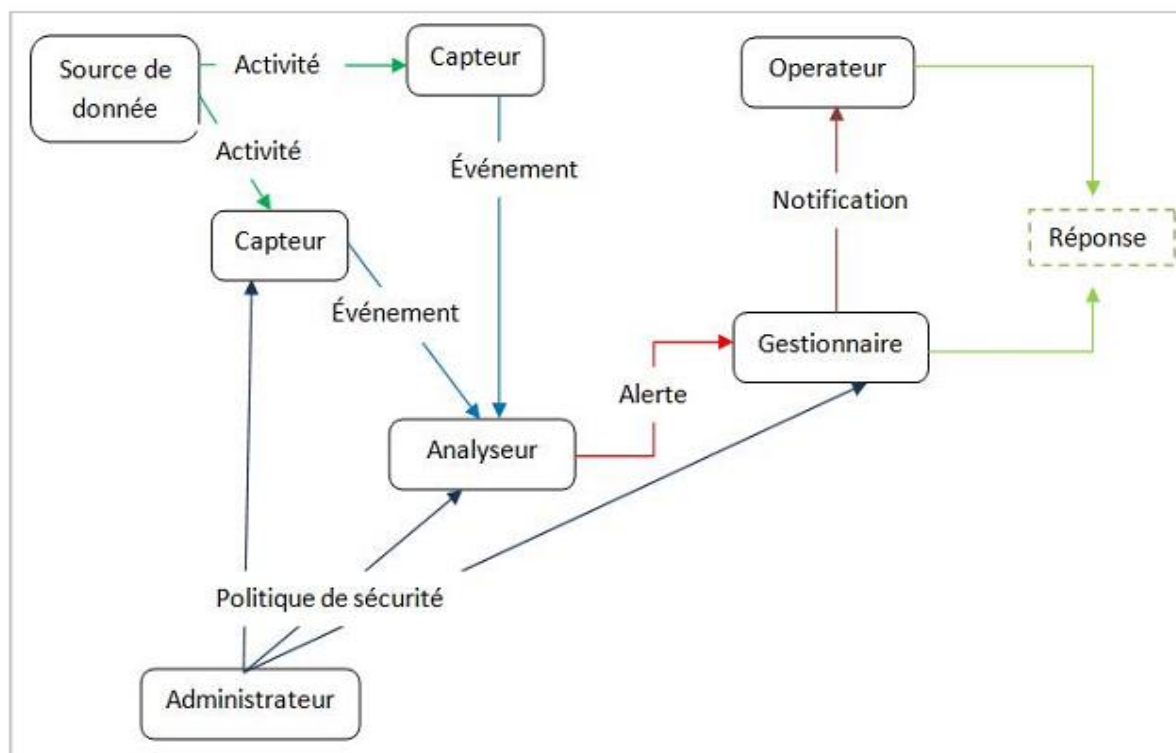 Source de
donnée
Activité
Capteur
Operateur
Activité
Événement
Notification
Capteur
Réponse
Événement
Gestionnaire
Alerte
Analyseur
Politique de sécurité
Administrateur